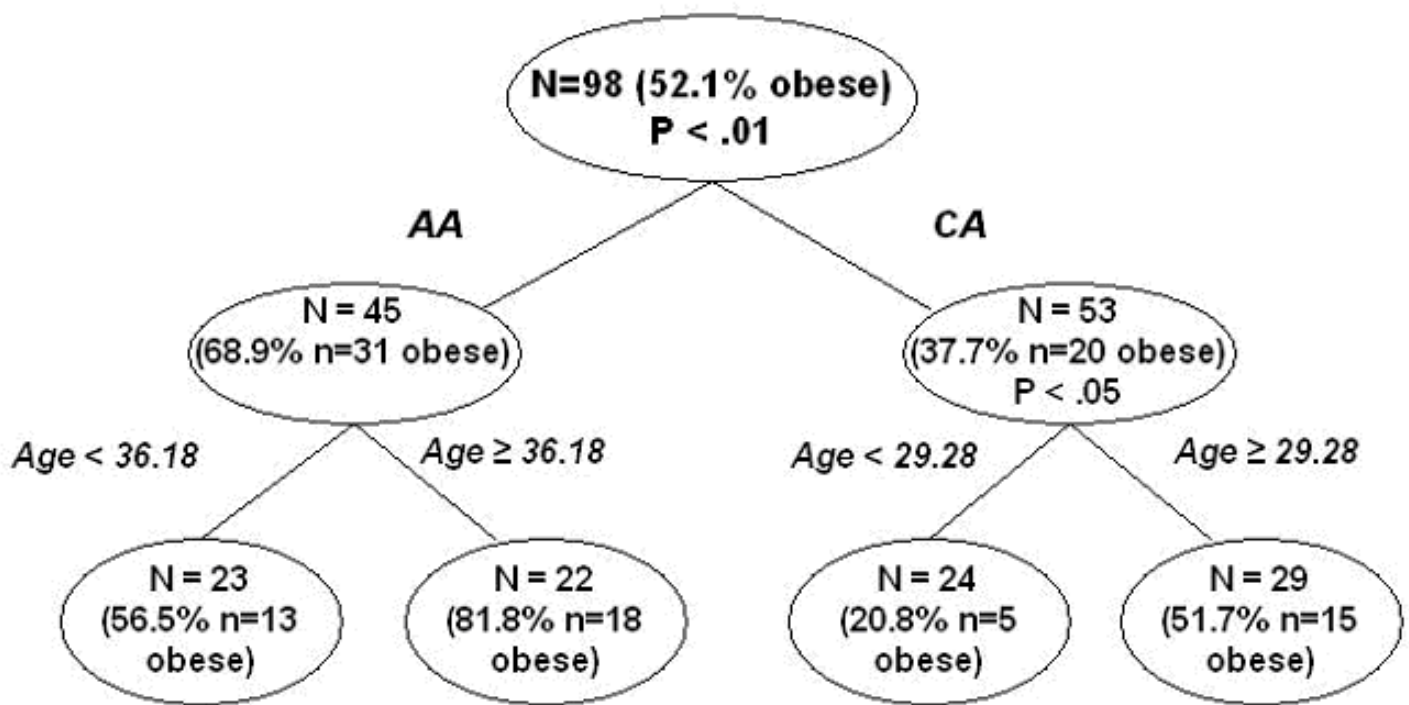 N=98 (52.1% obese)
P < .01
AA
CA
N = 45
(68.9% n=31 obese)
N = 53
(37.7% n=20 obese)
P < .05
Age < 36.18
Age ≥ 36.18
Age < 29.28
Age ≥ 29.28
N = 23
(56.5% n=13
obese)
N = 22
(81.8% n=18
obese)
N = 24
(20.8% n=5
obese)
N = 29
(51.7% n=15
obese)